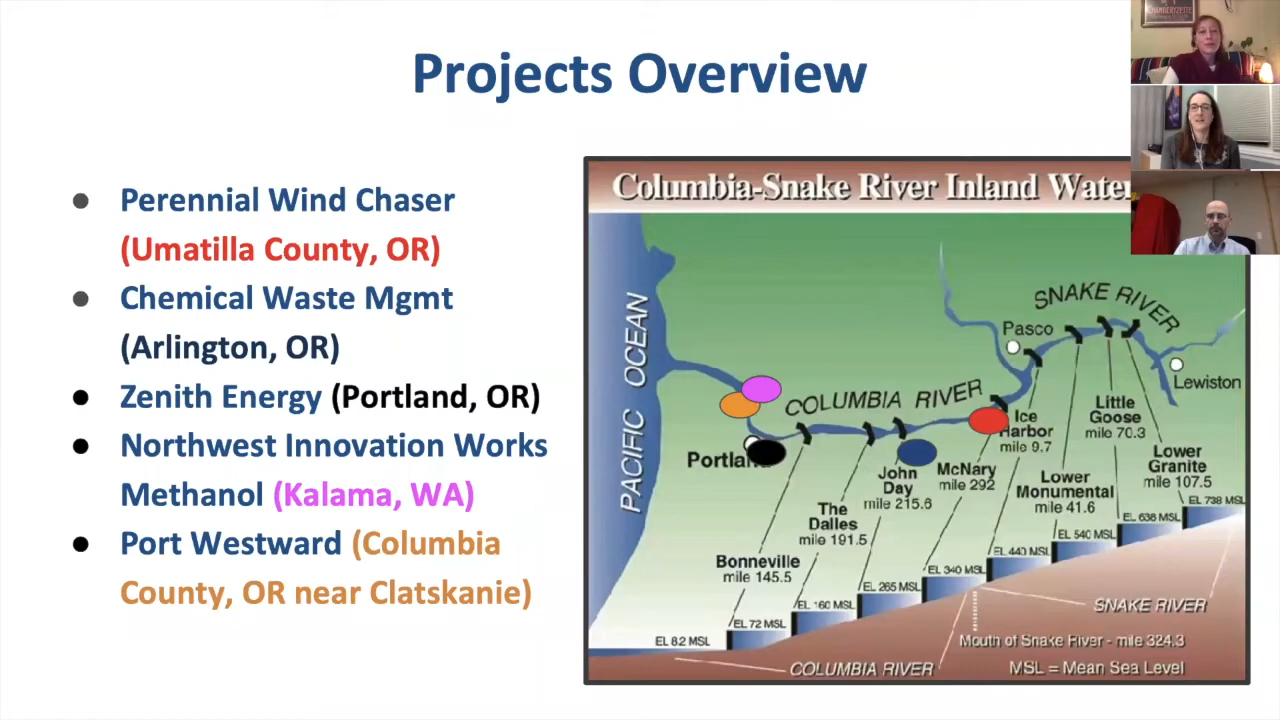 Projects Overview
Perennial Wind Chaser
(Umatilla County, OR)
Chemical Waste Mgmt
(Arlington, OR)
Zenith Energy (Portland, OR)
Northwest Innovation Works
Methanol (Kalama, WA)
Port Westward (Columbia
County, OR near Clatskanie)
Columbia-Snake River Inland Water
PACIFIC OCEAN
COLUMBIA RIVER
SNAKE RIVER
Pasco
Lewiston
Portlan
Bonneville
mile 145.5
The
Dalles
mile 191.5
John
Day
mile 215.6
McNary
mile 292
Ice
Harbor
mile 9.7
Lower
Monumental
mile 41.6
Little
Goose
mile 70.3
Lower
Granite
mile 107.5
EL 8.2 MSL
EL 72 MSL
EL 160 MSL
EL 265 MSL
EL 340 MSL
EL 440 MSL
EL 540 MSL
EL 638 MSL
EL 738 MSL
SNAKE RIVER
Mouth of Snake River - mile 324.3
COLUMBIA RIVER
MSL = Mean Sea Level